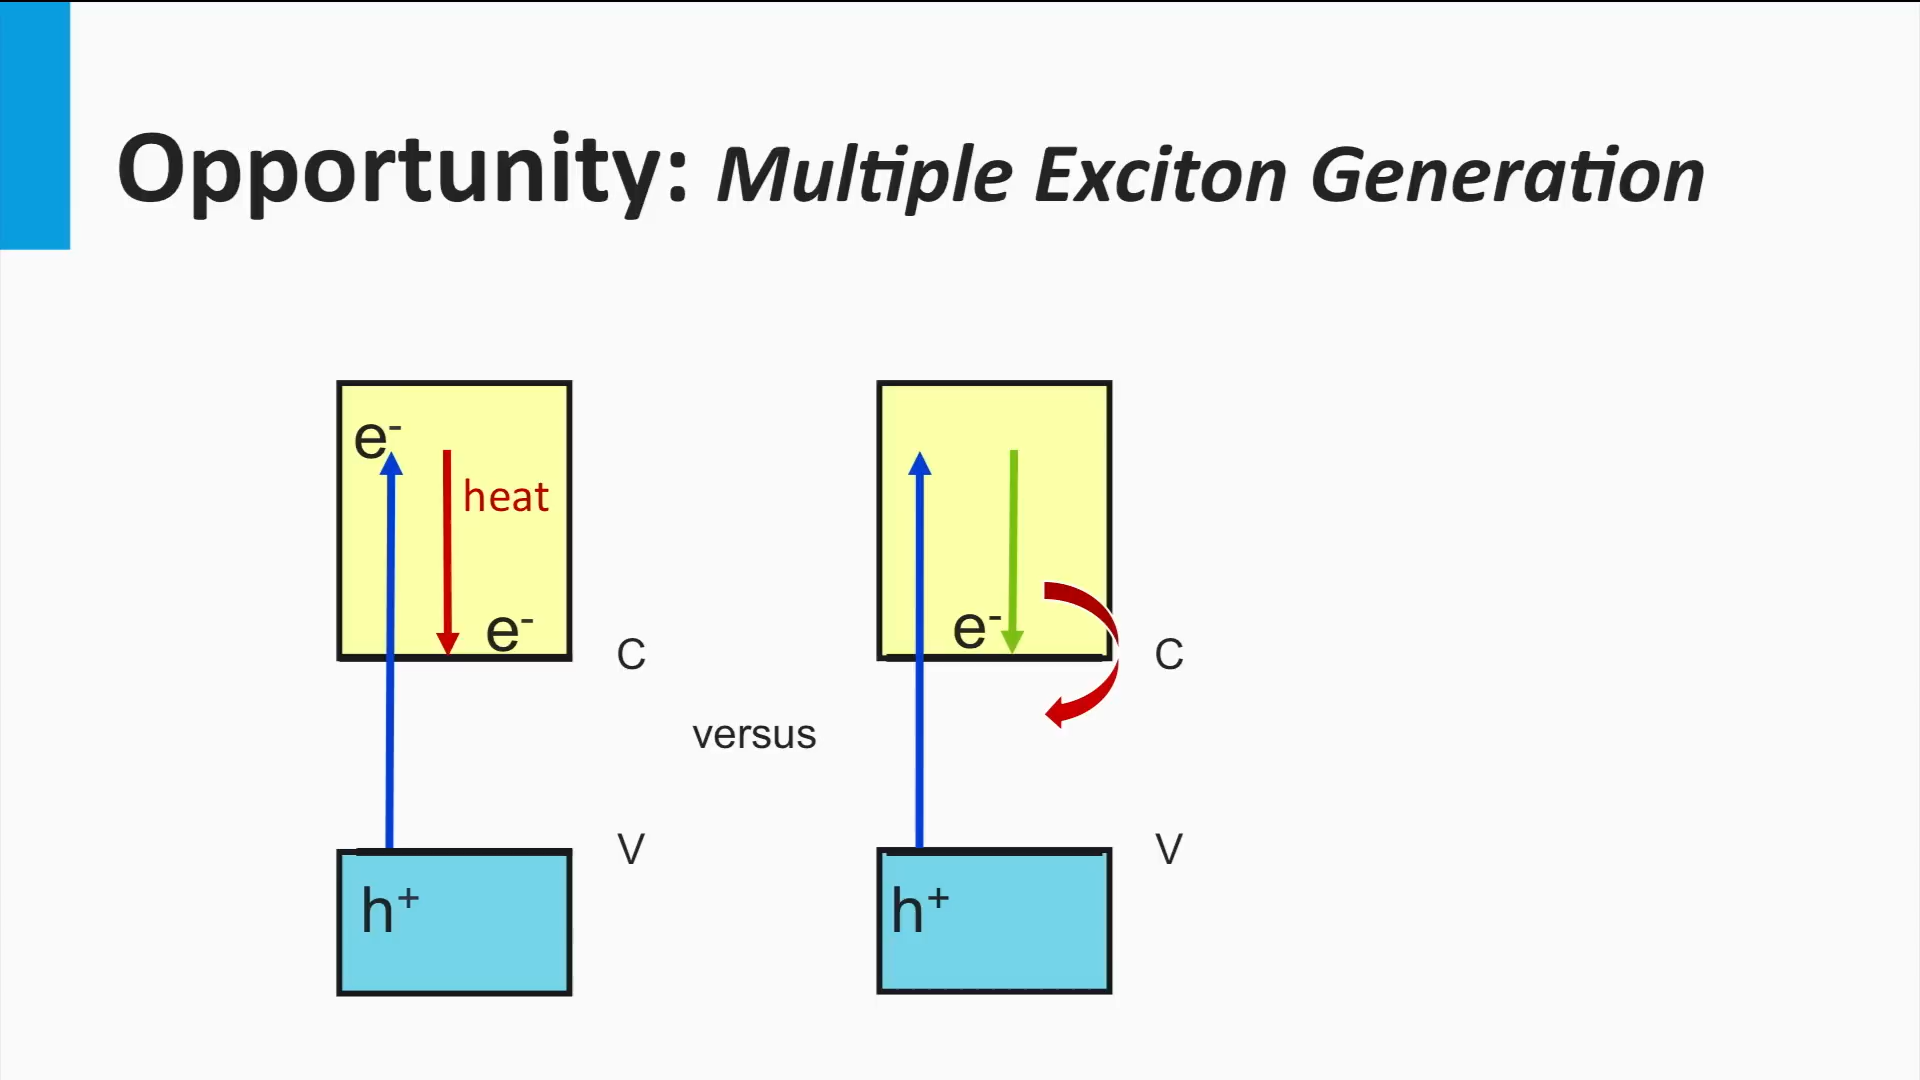 Opportunity: Multiple Exciton Generation
e-
heat
e-
C
versus
V
h+
e-
C
V
h+